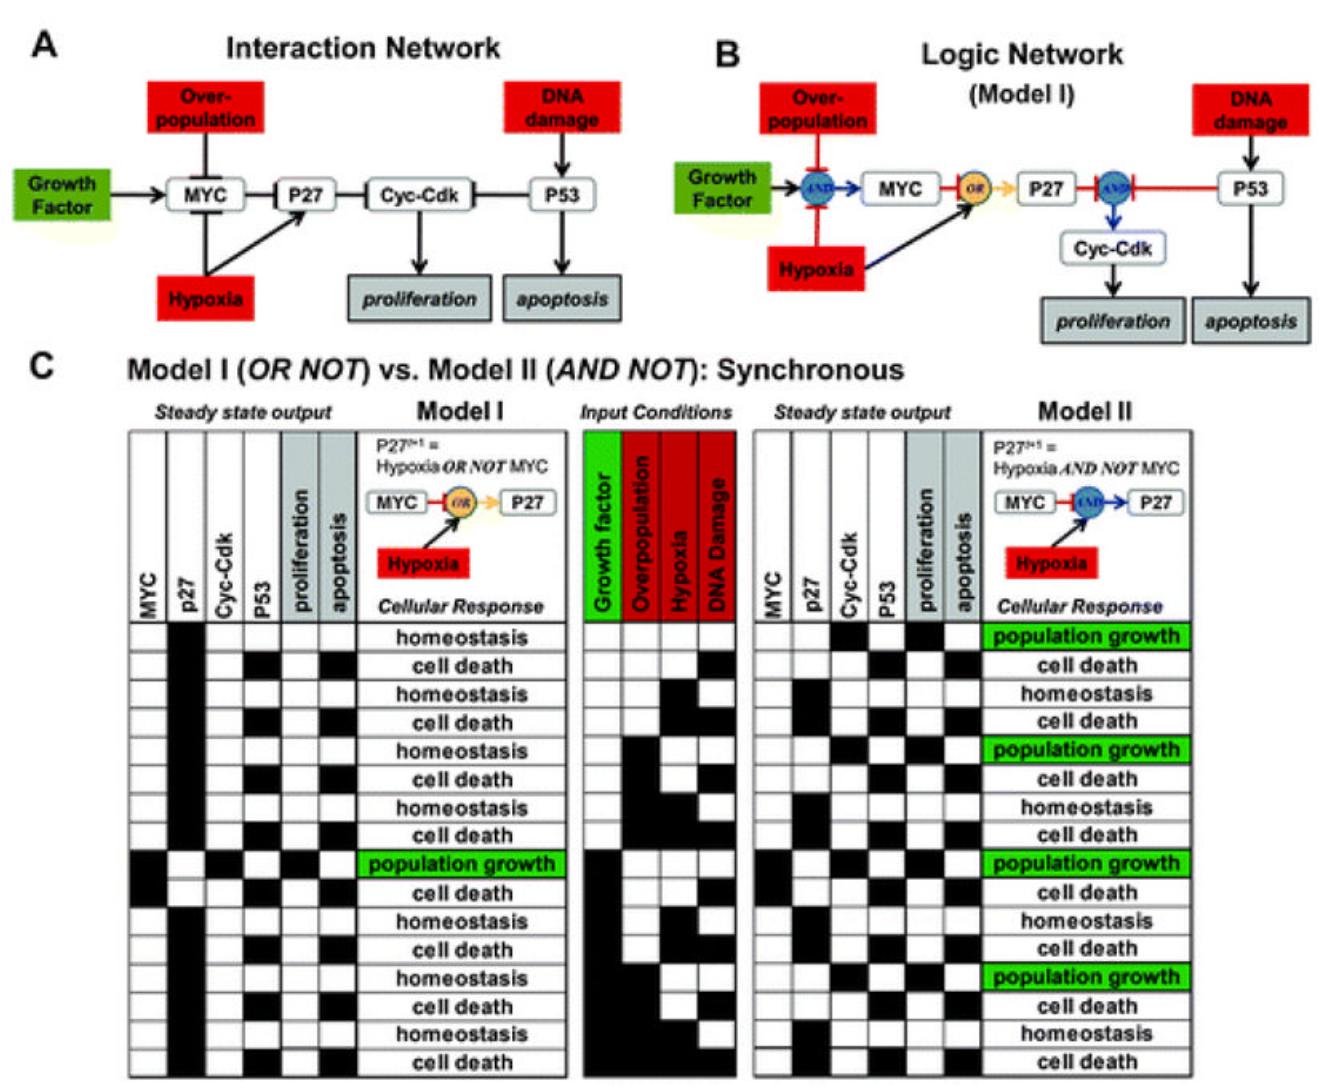 A
Interaction Network
Over-
population
DNA
damage
Growth
Factor
MYC
P27
Cyc-Cdk
P53
Hypoxia
proliferation
apoptosis
B
Logic Network
(Model I)
Over-
population
DNA
damage
Growth
Factor
AND
MYC
OR
P27
AND
P53
Cyc-Cdk
Hypoxia
proliferation
apoptosis
C
Model I (OR NOT) vs. Model II (AND NOT): Synchronous
Steady state output
Model I
Input Conditions
Steady state output
Model II
MYC
p27
Cyc-Cdk
P53
proliferation
apoptosis
P27ᵗ⁺¹ =
Hypoxia OR NOT MYC
MYC
OR
P27
Hypoxia
Cellular Response
Growth factor
Overpopulation
Hypoxia
DNA Damage
MYC
p27
Cyc-Cdk
P53
proliferation
apoptosis
P27ᵗ⁺¹ =
Hypoxia AND NOT MYC
MYC
AND
P27
Hypoxia
Cellular Response
homeostasis
population growth
cell death
cell death
homeostasis
homeostasis
cell death
cell death
homeostasis
population growth
cell death
cell death
homeostasis
homeostasis
cell death
cell death
population growth
population growth
cell death
cell death
homeostasis
homeostasis
cell death
cell death
homeostasis
population growth
cell death
cell death
homeostasis
homeostasis
cell death
cell death